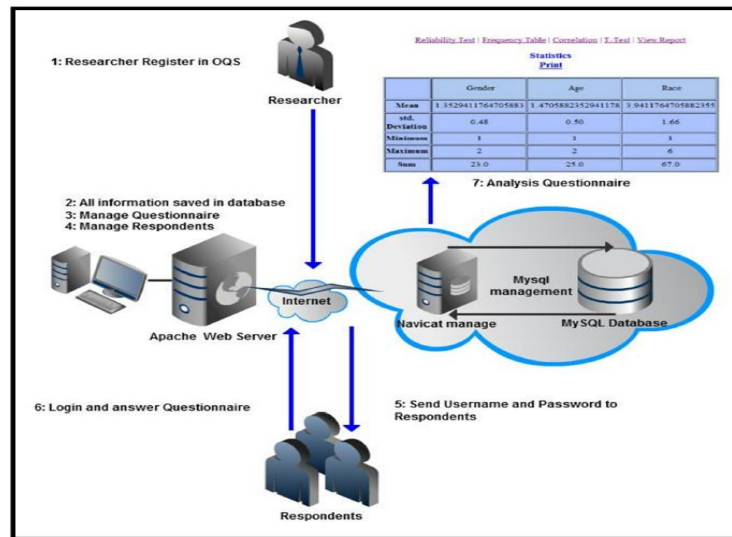 1: Researcher Register in OQS
Researcher
Reliability Test | Frequency Table | Correlation | T-Test | View Report
Statistics
Print
Gender Age Race
Mean 1.3529411764705883 1.4705882352941178 3.9411764705882355
std. Deviation 0.48 0.50 1.66
Minimum 1 1 1
Maximum 2 2 6
Sum 23.0 25.0 67.0
7: Analysis Questionnaire
2: All information saved in database
3: Manage Questionnaire
4: Manage Respondents
Internet
Apache Web Server
Mysql
management
Navicat manage
MySQL Database
6: Login and answer Questionnaire
5: Send Username and Password to
Respondents
Respondents